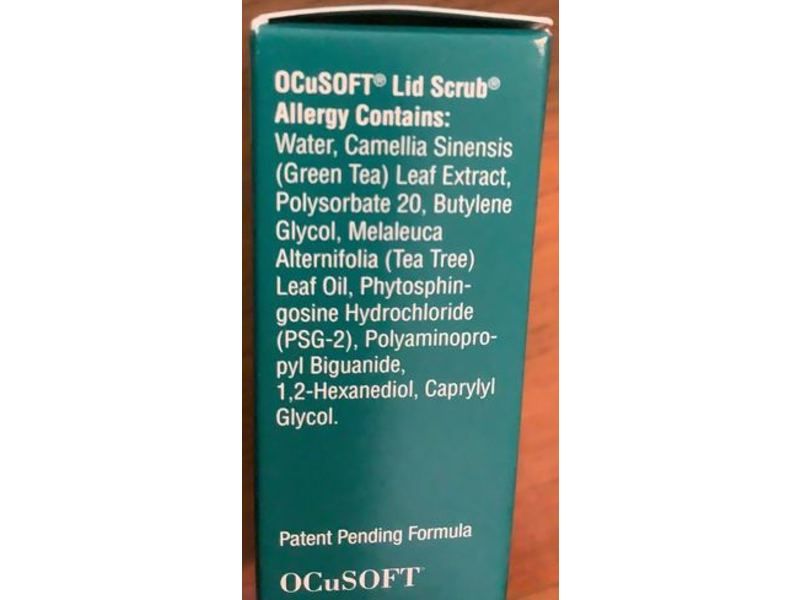 OCuSOFT® Lid Scrub®
Allergy Contains:
Water, Camellia Sinensis
(Green Tea) Leaf Extract,
Polysorbate 20, Butylene
Glycol, Melaleuca
Alternifolia (Tea Tree)
Leaf Oil, Phytosphin-
gosine Hydrochloride
(PSG-2), Polyaminopro-
pyl Biguanide,
1,2-Hexanediol, Caprylyl
Glycol.
Patent Pending Formula
OCuSOFT